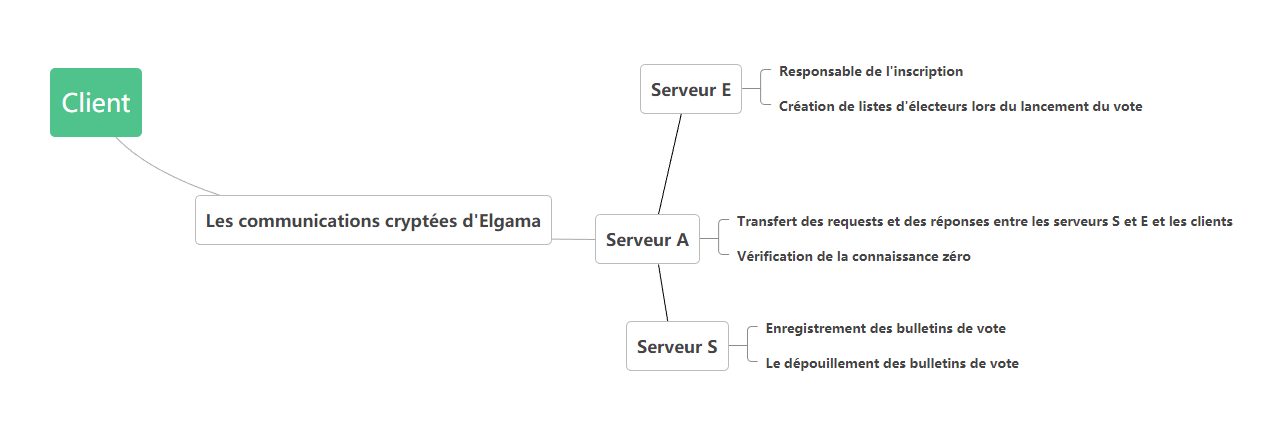 Client
Les communications cryptées d'Elgama
Serveur E
Responsable de l'inscription
Création de listes d'électeurs lors du lancement du vote
Serveur A
Transfert des requests et des réponses entre les serveurs S et E et les clients
Vérification de la connaissance zéro
Serveur S
Enregistrement des bulletins de vote
Le dépouillement des bulletins de vote